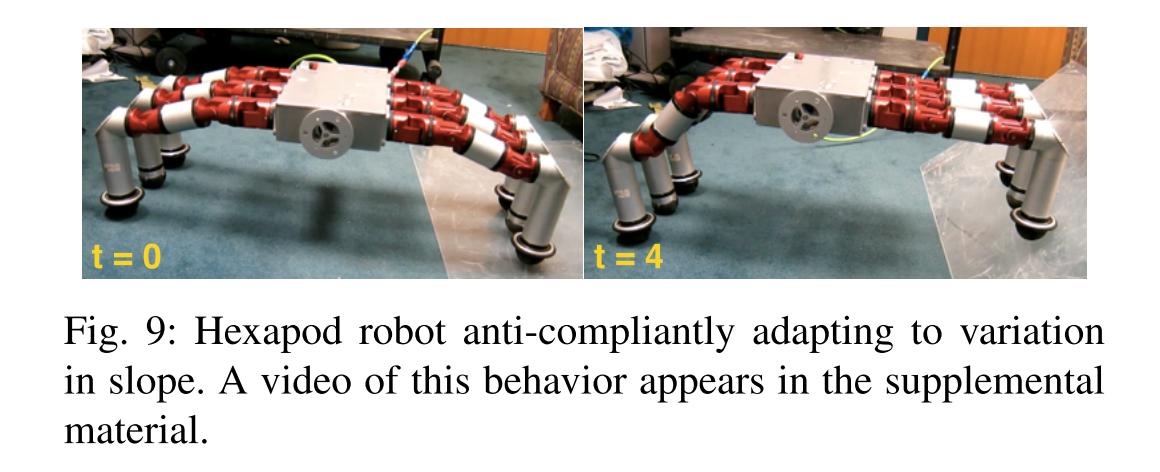 t = 0
t = 4
Fig. 9: Hexapod robot anti-compliantly adapting to variation
in slope. A video of this behavior appears in the supplemental
material.